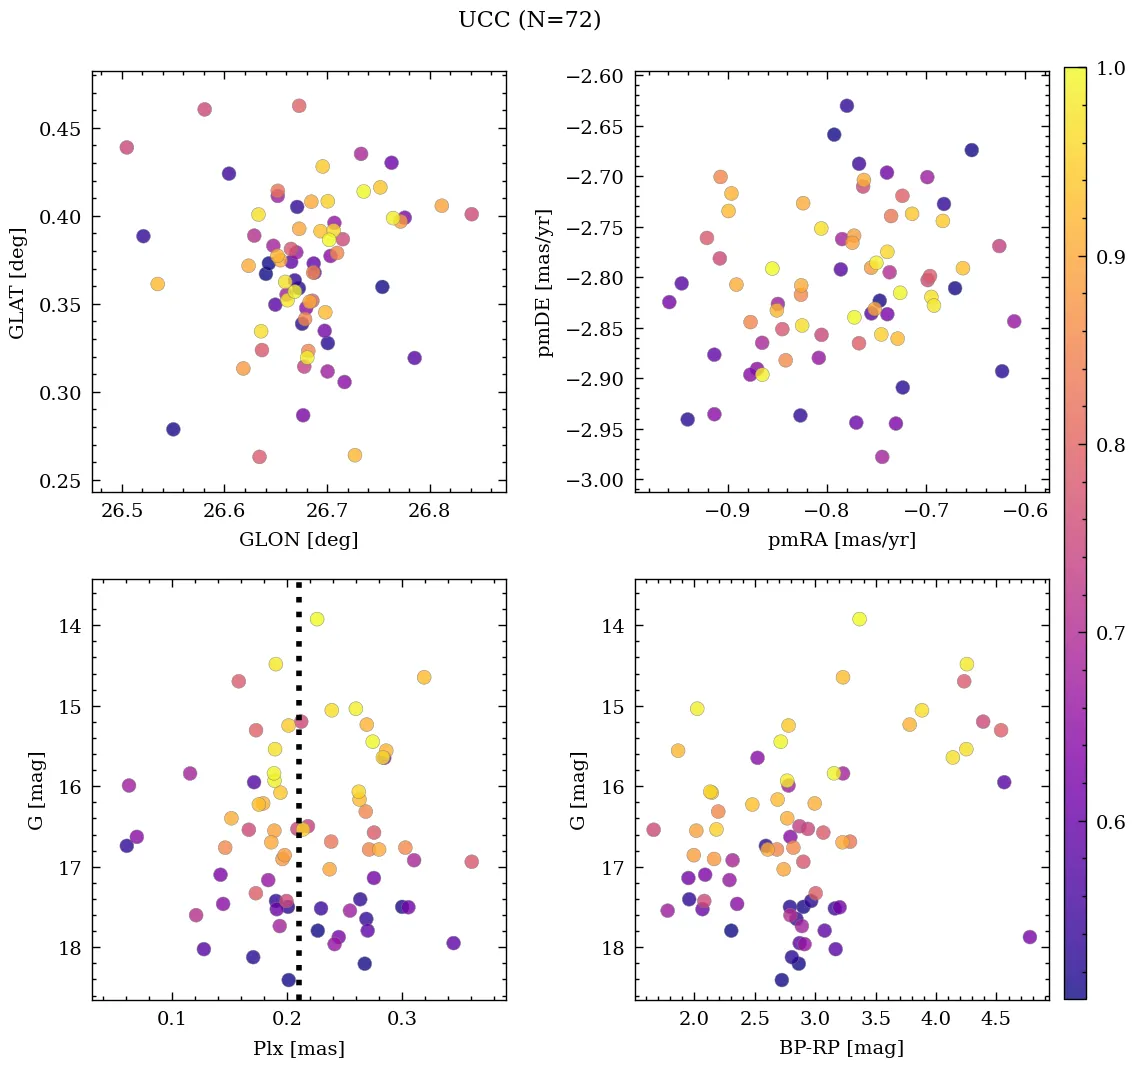 UCC (N=72)
0.45
0.40
0.35
0.30
0.25
GLAT [deg]
26.5 26.6 26.7 26.8
GLON [deg]
−2.60
−2.65
−2.70
−2.75
−2.80
−2.85
−2.90
−2.95
−3.00
pmDE [mas/yr]
−0.9 −0.8 −0.7 −0.6
pmRA [mas/yr]
14
15
16
17
18
G [mag]
0.1 0.2 0.3
Plx [mas]
14
15
16
17
18
G [mag]
2.0 2.5 3.0 3.5 4.0 4.5
BP-RP [mag]
1.0
0.9
0.8
0.7
0.6